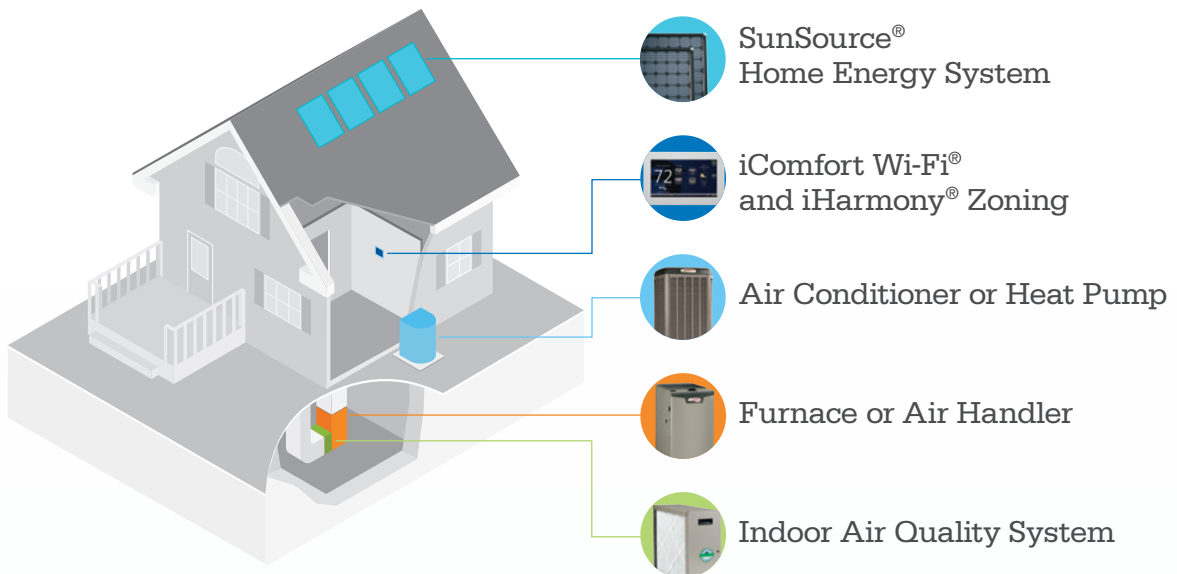 SunSource®
Home Energy System
iComfort Wi-Fi®
and iHarmony® Zoning
72
Air Conditioner or Heat Pump
Furnace or Air Handler
Indoor Air Quality System